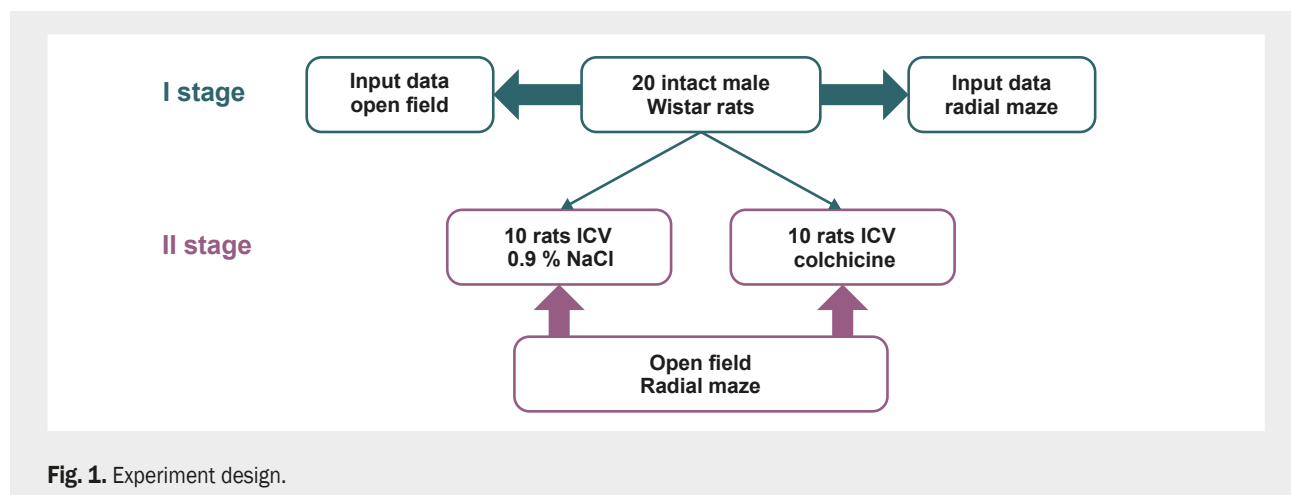 I stage
Input data
open field
20 intact male
Wistar rats
Input data
radial maze
II stage
10 rats ICV
0.9 % NaCl
10 rats ICV
colchicine
Open field
Radial maze
Fig. 1. Experiment design.